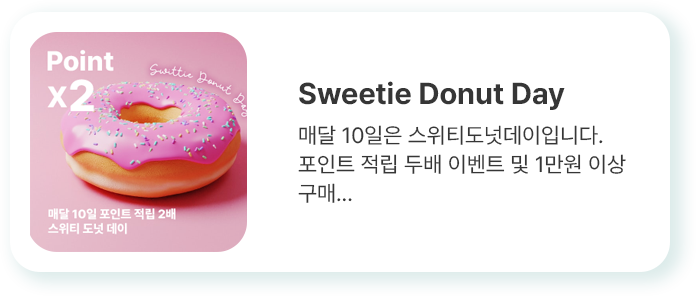 Point
x2
Swittie Donut Day
매달 10일 포인트 적립 2배
스위티 도넛 데이
Sweetie Donut Day
매달 10일은 스위티도넛데이입니다.
포인트 적립 두배 이벤트 및 1만원 이상
구매...